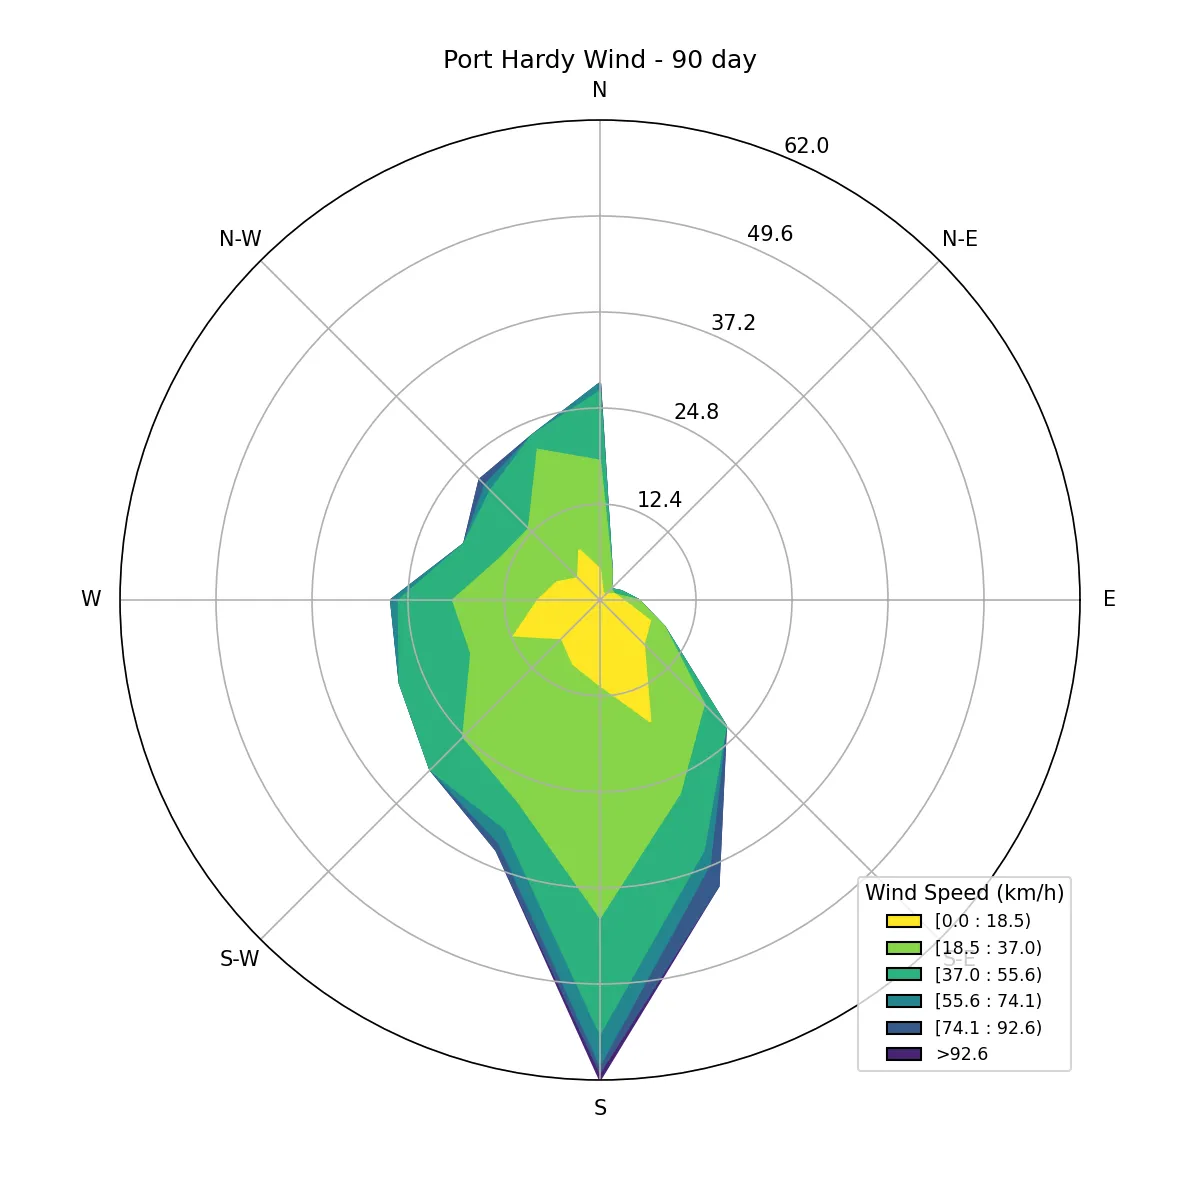 Port Hardy Wind - 90 day
N
62.0
N-W
N-E
49.6
37.2
24.8
12.4
W
E
Wind Speed (km/h)
[0.0 : 18.5)
[18.5 : 37.0)
S-W
S-E
[37.0 : 55.6)
[55.6 : 74.1)
[74.1 : 92.6)
>92.6
S